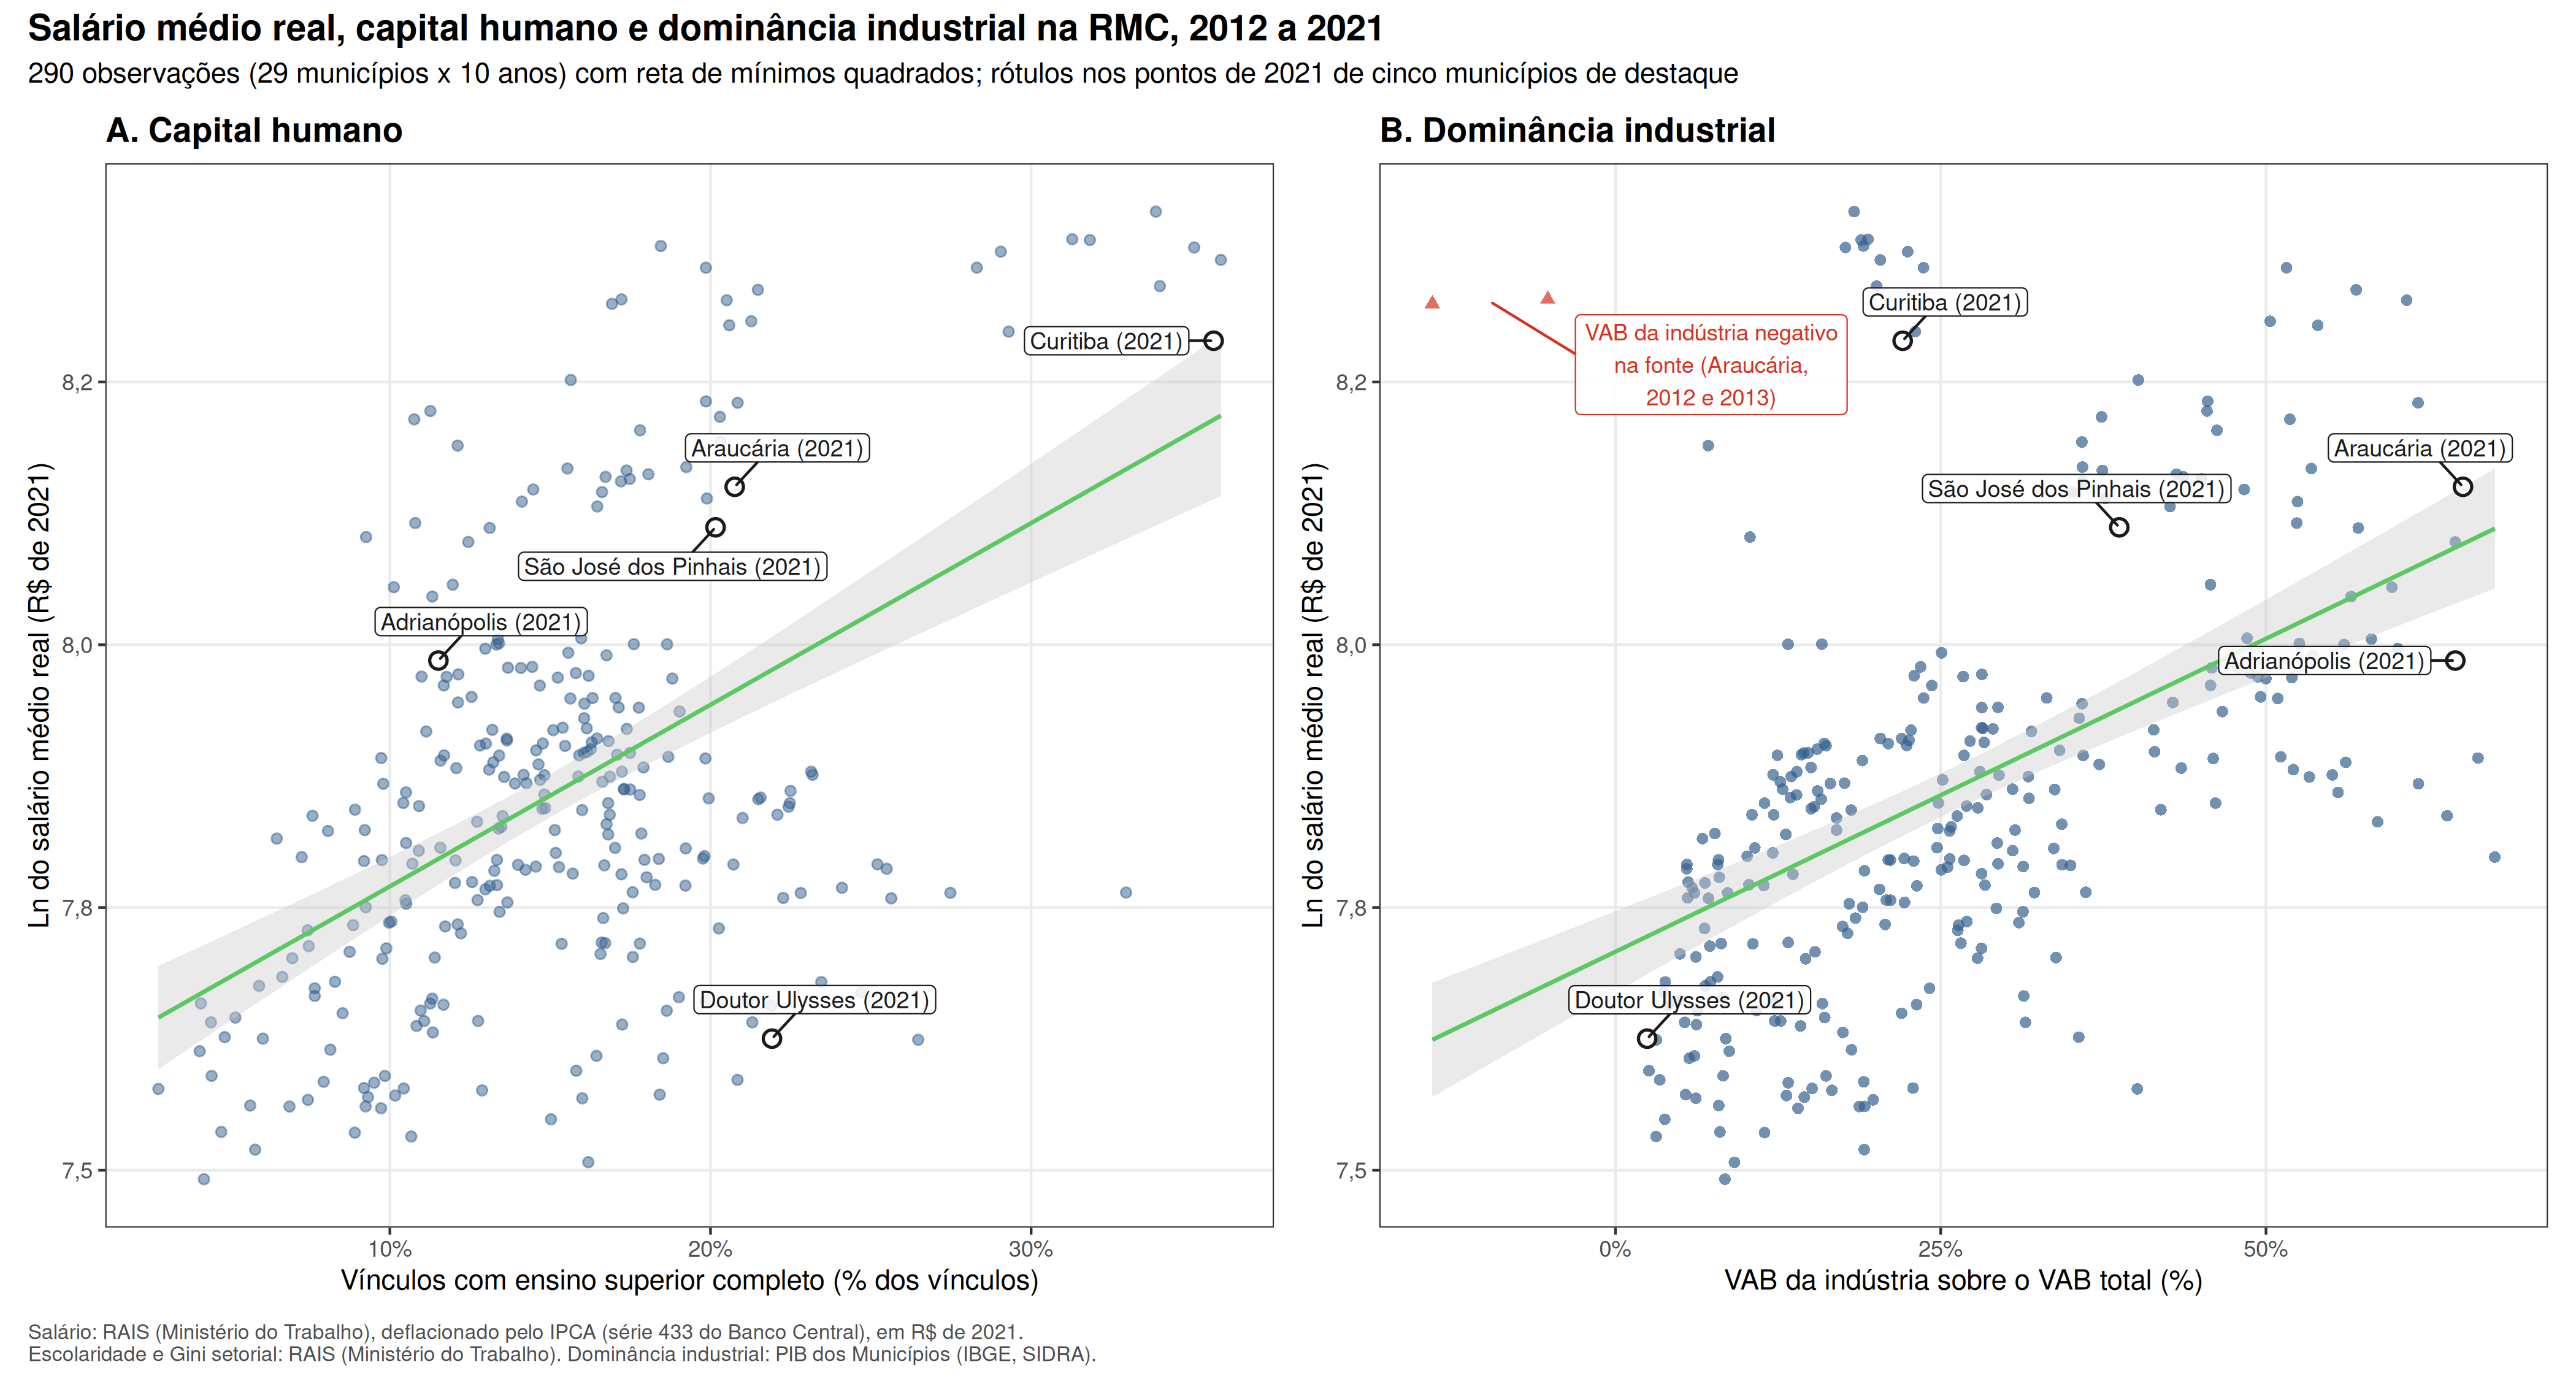 Salário médio real, capital humano e dominância industrial na RMC, 2012 a 2021
290 observações (29 municípios x 10 anos) com reta de mínimos quadrados; rótulos nos pontos de 2021 de cinco municípios de destaque
A. Capital humano
Ln do salário médio real (R$ de 2021)
8,2
8,0
7,8
7,5
Curitiba (2021)
Araucária (2021)
São José dos Pinhais (2021)
Adrianópolis (2021)
Doutor Ulysses (2021)
10%
20%
30%
Vínculos com ensino superior completo (% dos vínculos)
B. Dominância industrial
Ln do salário médio real (R$ de 2021)
8,2
8,0
7,8
7,5
Curitiba (2021)
VAB da indústria negativo
na fonte (Araucária,
2012 e 2013)
Araucária (2021)
São José dos Pinhais (2021)
Adrianópolis (2021)
Doutor Ulysses (2021)
0%
25%
50%
VAB da indústria sobre o VAB total (%)
Salário: RAIS (Ministério do Trabalho), deflacionado pelo IPCA (série 433 do Banco Central), em R$ de 2021.
Escolaridade e Gini setorial: RAIS (Ministério do Trabalho). Dominância industrial: PIB dos Municípios (IBGE, SIDRA).